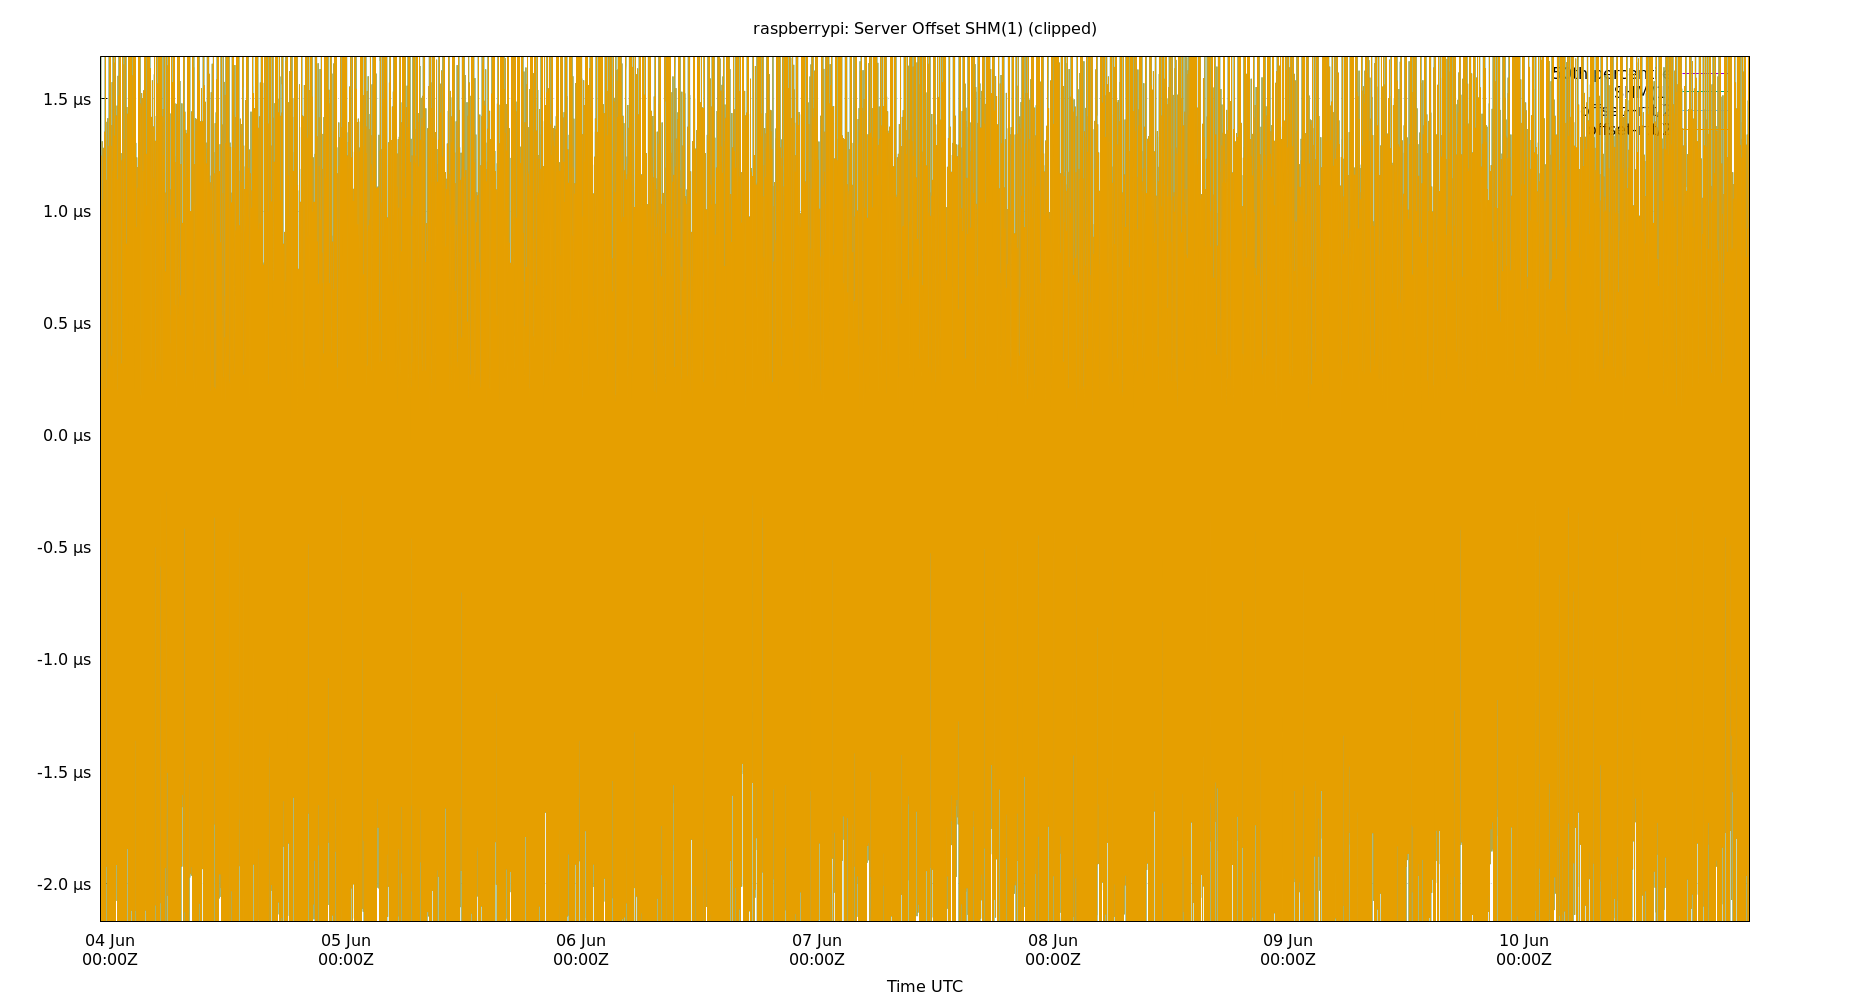 raspberrypi: Server Offset SHM(1) (clipped)
1.5 µs
1.0 µs
0.5 µs
0.0 µs
-0.5 µs
-1.0 µs
-1.5 µs
-2.0 µs
04 Jun 05 Jun 06 Jun 07 Jun 08 Jun 09 Jun 10 Jun
00:00Z 00:00Z 00:00Z 00:00Z 00:00Z 00:00Z 00:00Z
Time UTC